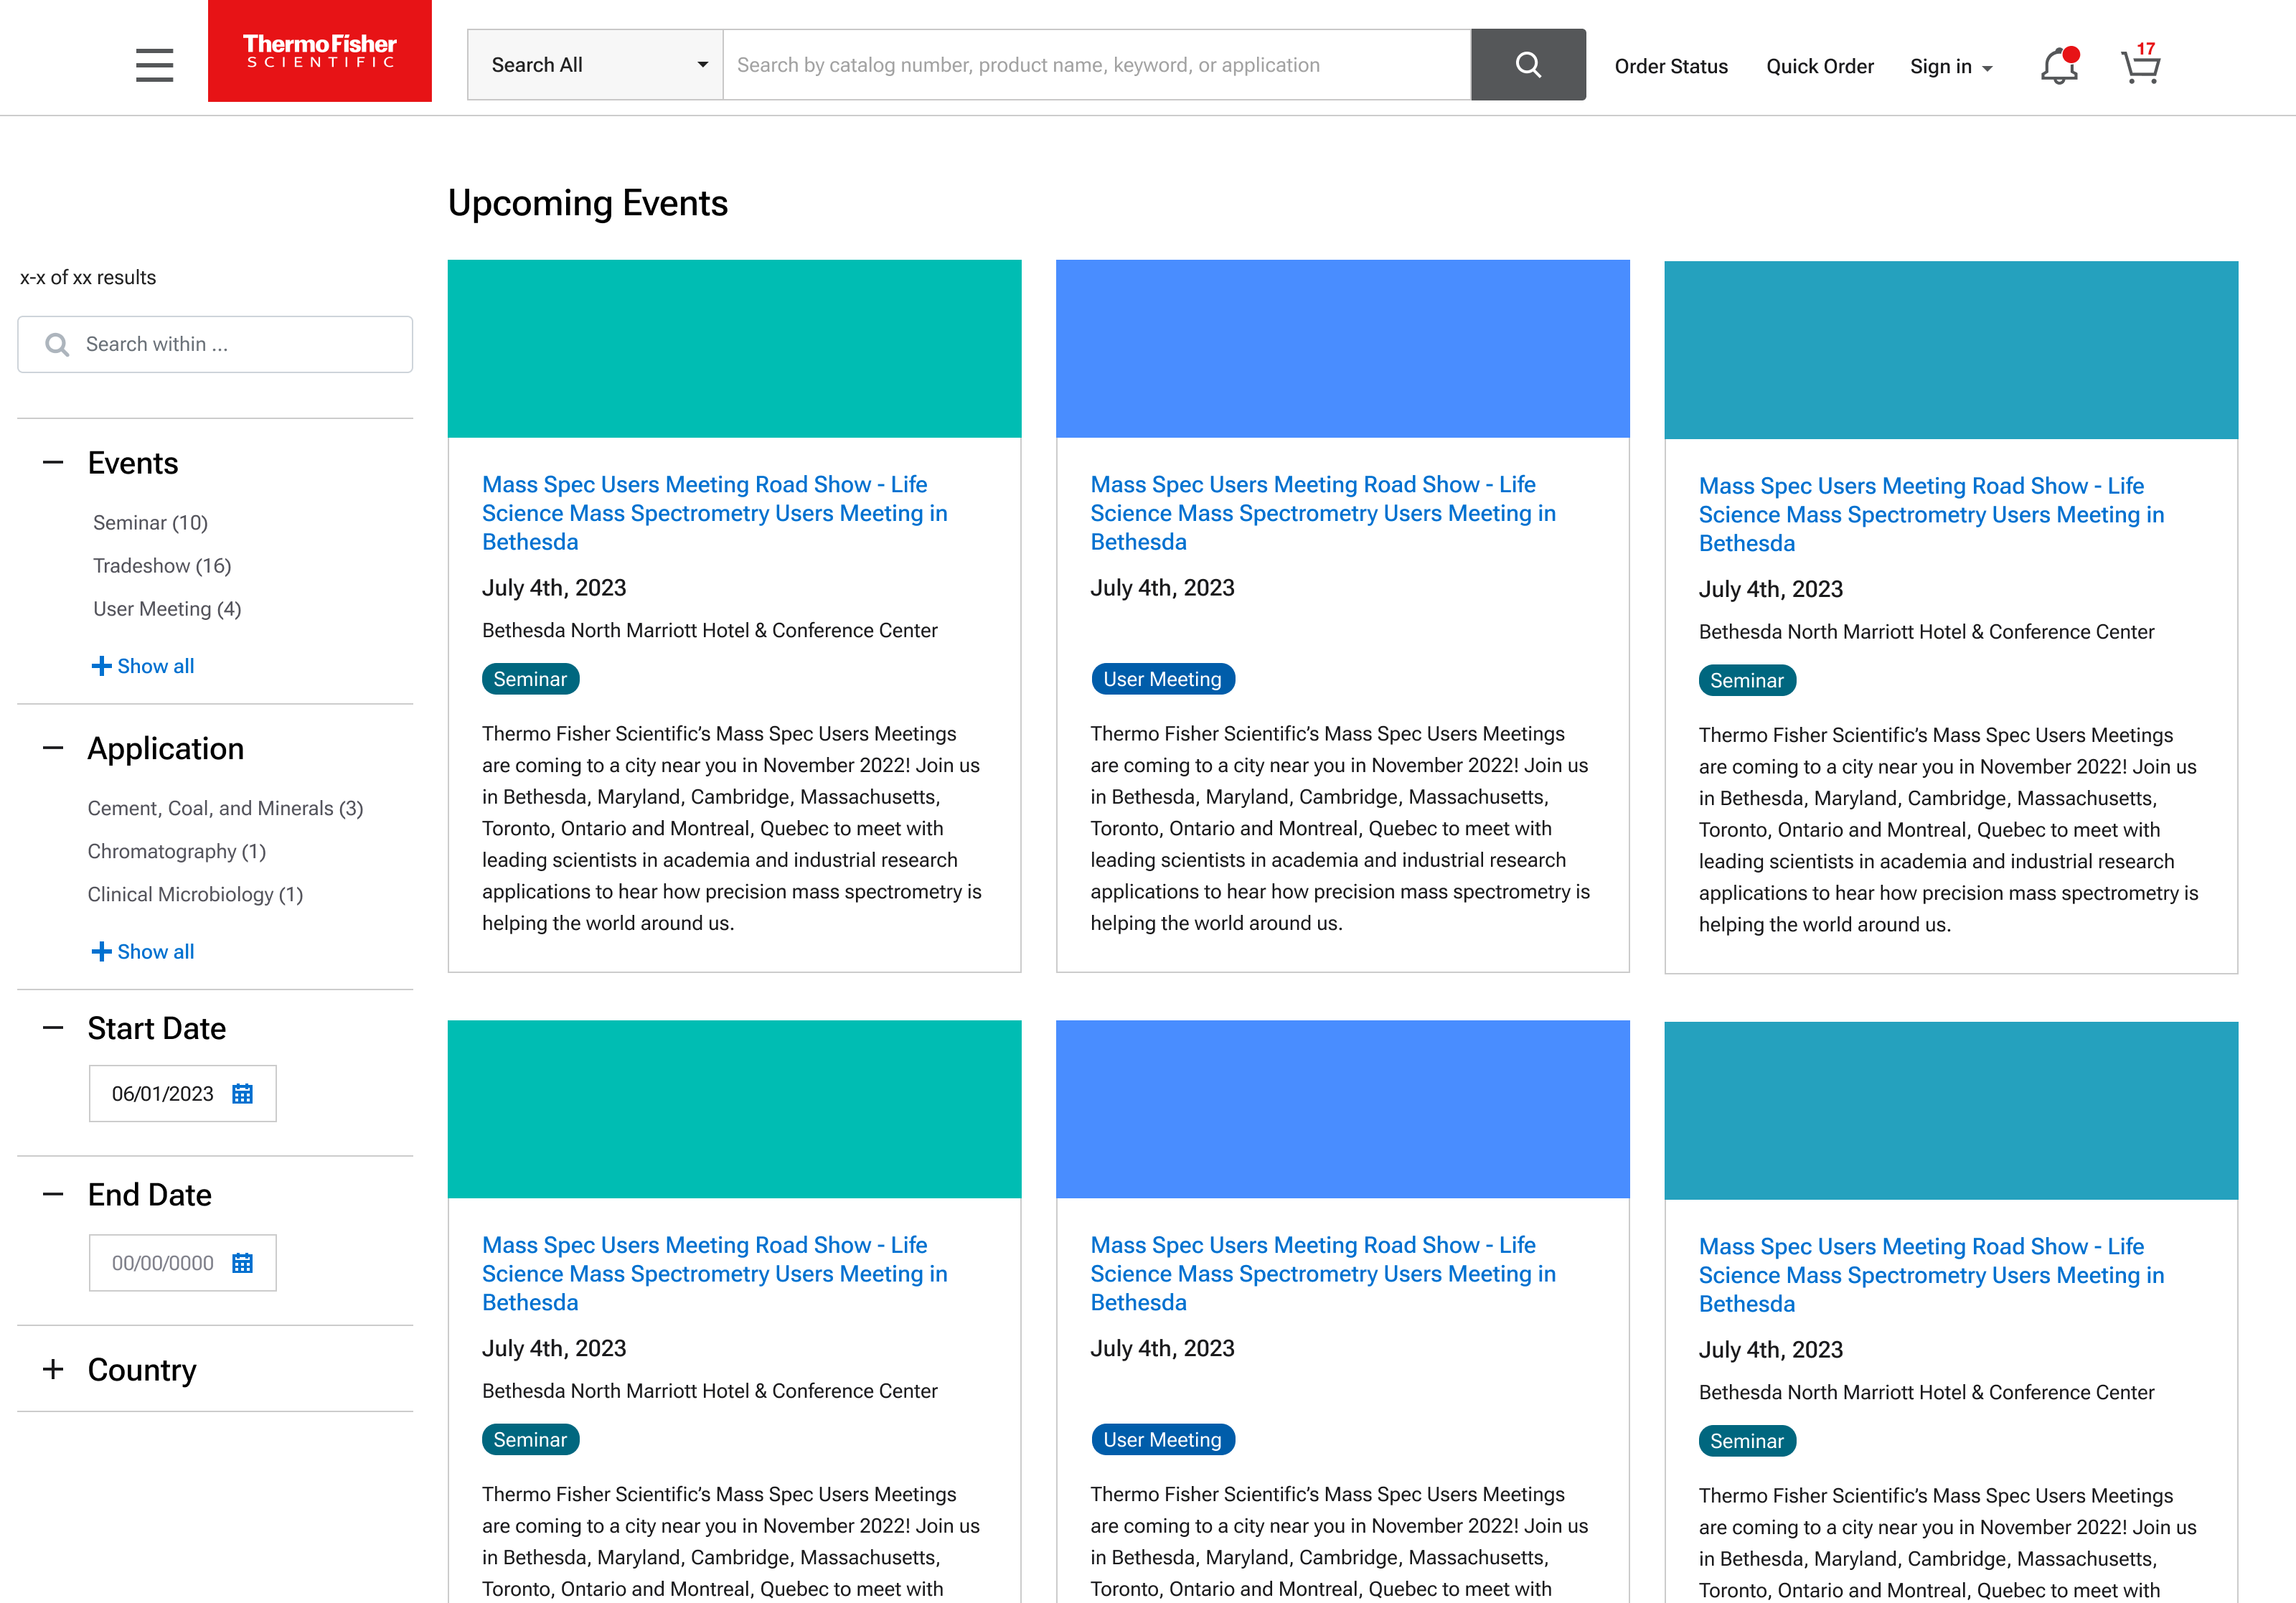 ThermoFisher
SCIENTIFIC
Search All
Search by catalog number, product name, keyword, or application
Order Status
Quick Order
Sign in
17
Upcoming Events
x-x of xx results
Search within ...
Events
Seminar (10)
Tradeshow (16)
User Meeting (4)
Show all
Application
Cement, Coal, and Minerals (3)
Chromatography (1)
Clinical Microbiology (1)
Show all
Start Date
06/01/2023
End Date
00/00/0000
Country
Mass Spec Users Meeting Road Show - Life
Science Mass Spectrometry Users Meeting in
Bethesda
July 4th, 2023
Bethesda North Marriott Hotel & Conference Center
Seminar
Thermo Fisher Scientific’s Mass Spec Users Meetings
are coming to a city near you in November 2022! Join us
in Bethesda, Maryland, Cambridge, Massachusetts,
Toronto, Ontario and Montreal, Quebec to meet with
leading scientists in academia and industrial research
applications to hear how precision mass spectrometry is
helping the world around us.
Mass Spec Users Meeting Road Show - Life
Science Mass Spectrometry Users Meeting in
Bethesda
July 4th, 2023
User Meeting
Thermo Fisher Scientific’s Mass Spec Users Meetings
are coming to a city near you in November 2022! Join us
in Bethesda, Maryland, Cambridge, Massachusetts,
Toronto, Ontario and Montreal, Quebec to meet with
leading scientists in academia and industrial research
applications to hear how precision mass spectrometry is
helping the world around us.
Mass Spec Users Meeting Road Show - Life
Science Mass Spectrometry Users Meeting in
Bethesda
July 4th, 2023
Bethesda North Marriott Hotel & Conference Center
Seminar
Thermo Fisher Scientific’s Mass Spec Users Meetings
are coming to a city near you in November 2022! Join us
in Bethesda, Maryland, Cambridge, Massachusetts,
Toronto, Ontario and Montreal, Quebec to meet with
leading scientists in academia and industrial research
applications to hear how precision mass spectrometry is
helping the world around us.
Mass Spec Users Meeting Road Show - Life
Science Mass Spectrometry Users Meeting in
Bethesda
July 4th, 2023
Bethesda North Marriott Hotel & Conference Center
Seminar
Thermo Fisher Scientific’s Mass Spec Users Meetings
are coming to a city near you in November 2022! Join us
in Bethesda, Maryland, Cambridge, Massachusetts,
Toronto, Ontario and Montreal, Quebec to meet with
Mass Spec Users Meeting Road Show - Life
Science Mass Spectrometry Users Meeting in
Bethesda
July 4th, 2023
User Meeting
Thermo Fisher Scientific’s Mass Spec Users Meetings
are coming to a city near you in November 2022! Join us
in Bethesda, Maryland, Cambridge, Massachusetts,
Toronto, Ontario and Montreal, Quebec to meet with
Mass Spec Users Meeting Road Show - Life
Science Mass Spectrometry Users Meeting in
Bethesda
July 4th, 2023
Bethesda North Marriott Hotel & Conference Center
Seminar
Thermo Fisher Scientific’s Mass Spec Users Meetings
are coming to a city near you in November 2022! Join us
in Bethesda, Maryland, Cambridge, Massachusetts,
Toronto, Ontario and Montreal, Quebec to meet with